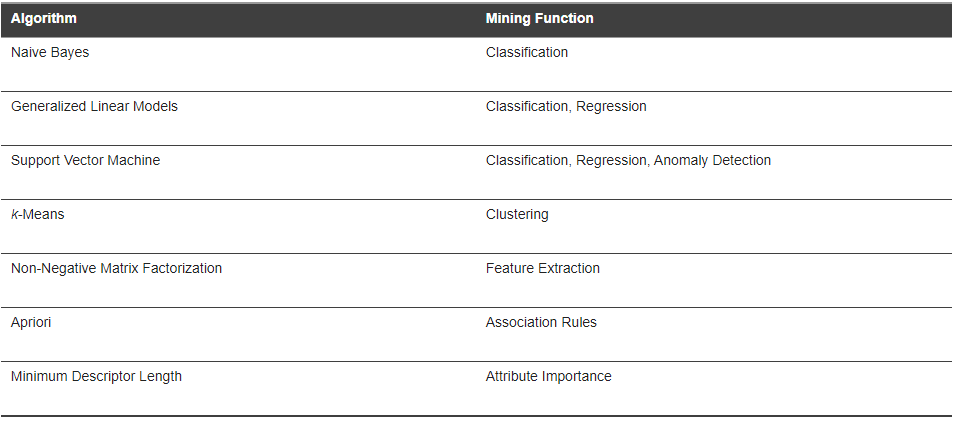 Algorithm Mining Function
Naive Bayes Classification
Generalized Linear Models Classification, Regression
Support Vector Machine Classification, Regression, Anomaly Detection
k-Means Clustering
Non-Negative Matrix Factorization Feature Extraction
Apriori Association Rules
Minimum Descriptor Length Attribute Importance